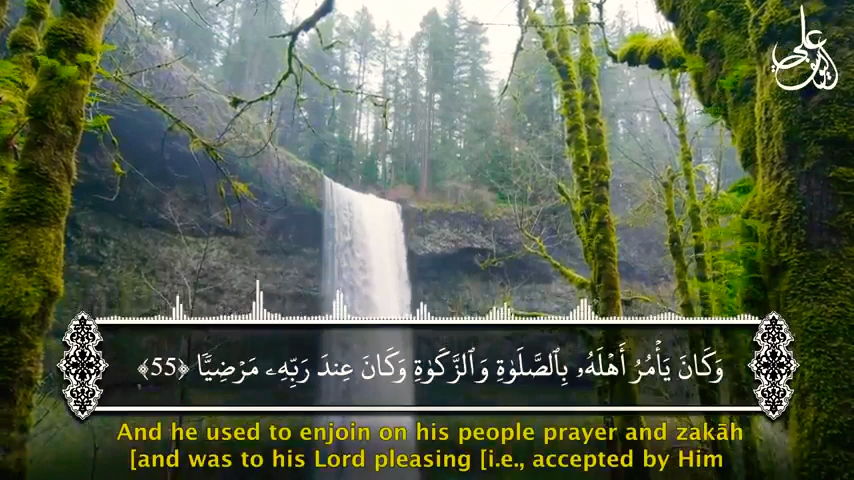 وَكَانَ يَأْمُرُ أَهْلَهُۥ بِٱلصَّلَوٰةِ وَٱلزَّكَوٰةِ وَكَانَ عِندَ رَبِّهِۦ مَرْضِيًّا ﴿55﴾
And he used to enjoin on his people prayer and zakāh
[and was to his Lord pleasing [i.e., accepted by Him